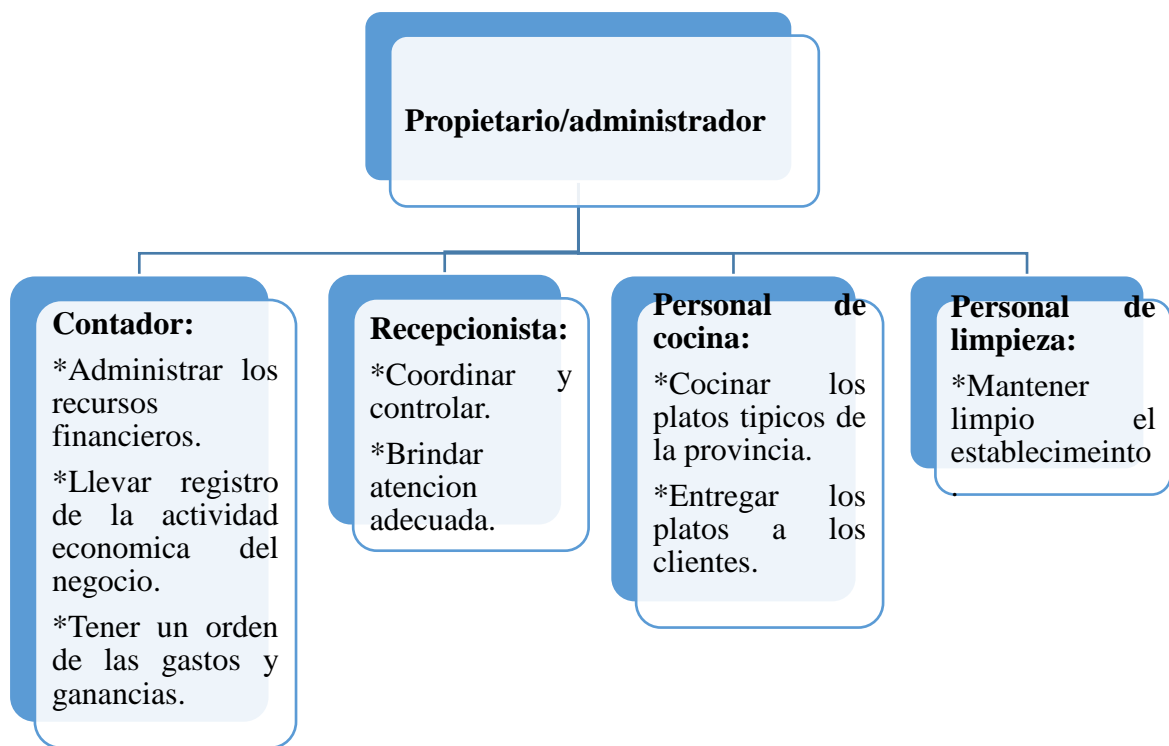 Propietario/administrador
Contador:
*Administrar los
recursos
financieros.
*Llevar registro
de la actividad
economica del
negocio.
*Tener un orden
de las gastos y
ganancias.
Recepcionista:
*Coordinar y
controlar.
*Brindar
atencion
adecuada.
Personal de
cocina:
*Cocinar los
platos tipicos de
la provincia.
*Entregar los
platos a los
clientes.
Personal de
limpieza:
*Mantener
limpio el
establecimeinto
.